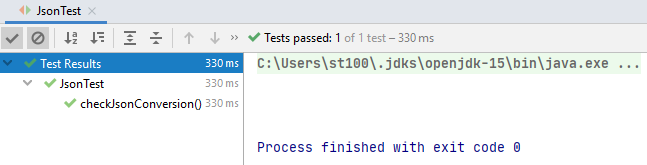 JsonTest
Tests passed: 1 of 1 test – 330 ms
Test Results 330 ms
JsonTest 330 ms
checkJsonConversion() 330 ms
C:\Users\st100\.jdks\openjdk-15\bin\java.exe ...
Process finished with exit code 0